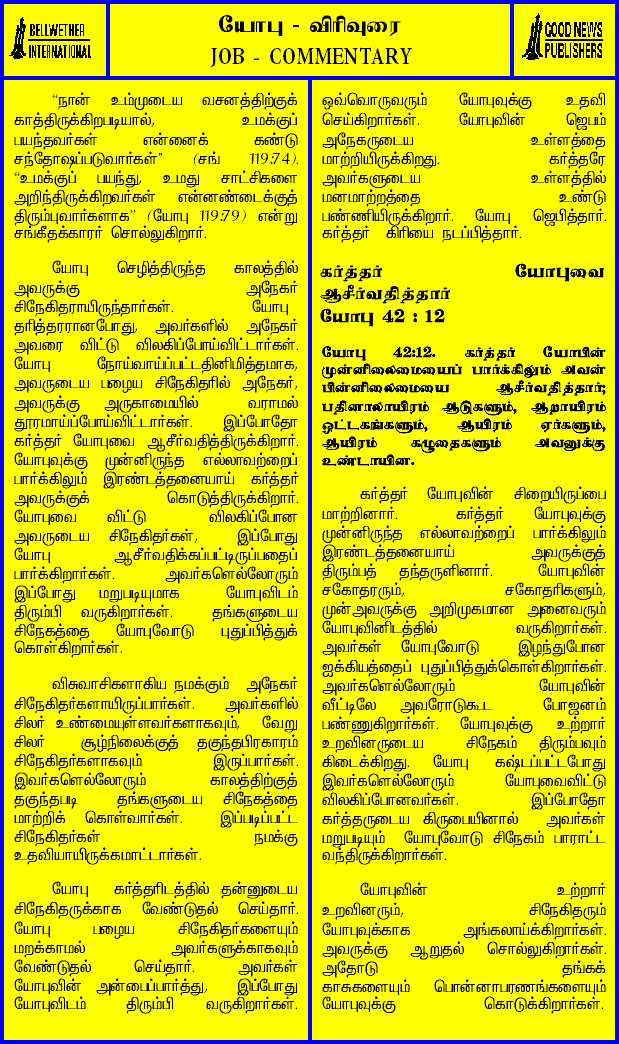 BELLWETHER
INTERNATIONAL
யோபு - விரிவுரை
JOB - COMMENTARY
GOOD NEWS
PUBLISHERS
“நான் உம்முடைய வசனத்திற்குக்
காத்திருக்கிறபடியால், உமக்குப்
பயந்தவர்கள் என்னைக் கண்டு
சந்தோஷப்படுவார்கள்” (சங் 119:74).
“உமக்குப் பயந்து, உமது சாட்சிகளை
அறிந்திருக்கிறவர்கள் என்னண்டைக்குத்
திரும்புவார்களாக” (யோபு 119:79) என்று
சங்கீதக்காரர் சொல்லுகிறார்.
யோபு செழித்திருந்த காலத்தில்
அவருக்கு அநேகர்
சிநேகிதராயிருந்தார்கள். யோபு
தரித்தரரானபோது, அவர்களில் அநேகர்
அவரை விட்டு விலகிப்போய்விட்டார்கள்.
யோபு நோய்வாய்ப்பட்டதினிமித்தமாக,
அவருடைய பழைய சிநேகிதரில் அநேகர்,
அவருக்கு அருகாமையில் வராமல்
தூரமாய்ப்போய்விட்டார்கள். இப்போதோ
கர்த்தர் யோபுவை ஆசீர்வதித்திருக்கிறார்.
யோபுவுக்கு முன்னிருந்த எல்லாவற்றைப்
பார்க்கிலும் இரண்டத்தனையாய் கர்த்தர்
அவருக்குக் கொடுத்திருக்கிறார்.
யோபுவை விட்டு விலகிப்போன
அவருடைய சிநேகிதர்கள், இப்போது
யோபு ஆசீர்வதிக்கப்பட்டிருப்பதைப்
பார்க்கிறார்கள். அவர்களெல்லோரும்
இப்போது மறுபடியுமாக யோபுவிடம்
திரும்பி வருகிறார்கள். தங்களுடைய
சிநேகத்தை யோபுவோடு புதுப்பித்துக்
கொள்கிறார்கள்.
விசுவாசிகளாகிய நமக்கும் அநேகர்
சிநேகிதர்களாயிருப்பார்கள். அவர்களில்
சிலர் உண்மையுள்ளவர்களாகவும், வேறு
சிலர் சூழ்நிலைக்குத் தகுந்தபிரகாரம்
சிநேகிதர்களாகவும் இருப்பார்கள்.
இவர்களெல்லோரும் காலத்திற்குத்
தகுந்தபடி தங்களுடைய சிநேகத்தை
மாற்றிக் கொள்வார்கள். இப்படிப்பட்ட
சிநேகிதர்கள் நமக்கு
உதவியாயிருக்கமாட்டார்கள்.
யோபு கர்த்தரிடத்தில் தன்னுடைய
சிநேகிதருக்காக வேண்டுதல் செய்தார்.
யோபு பழைய சிநேகிதர்களையும்
மறக்காமல் அவர்களுக்காகவும்
வேண்டுதல் செய்தார். அவர்கள்
யோபுவின் அன்பைப்பார்த்து, இப்போது
யோபுவிடம் திரும்பி வருகிறார்கள்.
ஒவ்வொருவரும் யோபுவுக்கு உதவி
செய்கிறார்கள். யோபுவின் ஜெபம்
அநேகருடைய உள்ளத்தை
மாற்றியிருக்கிறது. கர்த்தரே
அவர்களுடைய உள்ளத்தில்
மனமாற்றத்தை உண்டு
பண்ணியிருக்கிறார். யோபு ஜெபித்தார்.
கர்த்தர் கிரியை நடப்பித்தார்.
கர்த்தர் யோபுவை
ஆசீர்வதித்தார்
யோபு 42 : 12
யோபு 42:12. கர்த்தர் யோபின்
முன்னிலைமையைப் பார்க்கிலும் அவன்
பின்னிலைமையை ஆசீர்வதித்தார்;
பதினாலாயிரம் ஆடுகளும், ஆறாயிரம்
ஒட்டகங்களும், ஆயிரம் ஏர்களும்,
ஆயிரம் கழுதைகளும் அவனுக்கு
உண்டாயின.
கர்த்தர் யோபுவின் சிறையிருப்பை
மாற்றினார். கர்த்தர் யோபுவுக்கு
முன்னிருந்த எல்லாவற்றைப் பார்க்கிலும்
இரண்டத்தனையாய் அவருக்குத்
திரும்பத் தந்தருளினார். யோபுவின்
சகோதரரும், சகோதரிகளும்,
முன்அவருக்கு அறிமுகமான அனைவரும்
யோபுவினிடத்தில் வருகிறார்கள்.
அவர்கள் யோபுவோடு இழந்துபோன
ஐக்கியத்தைப் புதுப்பித்துக்கொள்கிறார்கள்.
அவர்களெல்லோரும் யோபுவின்
வீட்டிலே அவரோடுகூட போஜனம்
பண்ணுகிறார்கள். யோபுவுக்கு உற்றார்
உறவினருடைய சிநேகம் திரும்பவும்
கிடைக்கிறது. யோபு கஷ்டப்பட்டபோது
இவர்களெல்லோரும் யோபுவைவிட்டு
விலகிப்போனவர்கள். இப்போதோ
கர்த்தருடைய கிருபையினால் அவர்கள்
மறுபடியும் யோபுவோடு சிநேகம் பாராட்ட
வந்திருக்கிறார்கள்.
யோபுவின் உற்றார்
உறவினரும், சிநேகிதரும்
யோபுவுக்காக அங்கலாய்க்கிறார்கள்.
அவருக்கு ஆறுதல் சொல்லுகிறார்கள்.
அதோடு தங்கக்
காசுகளையும் பொன்னாபரணங்களையும்
யோபுவுக்கு கொடுக்கிறார்கள்.